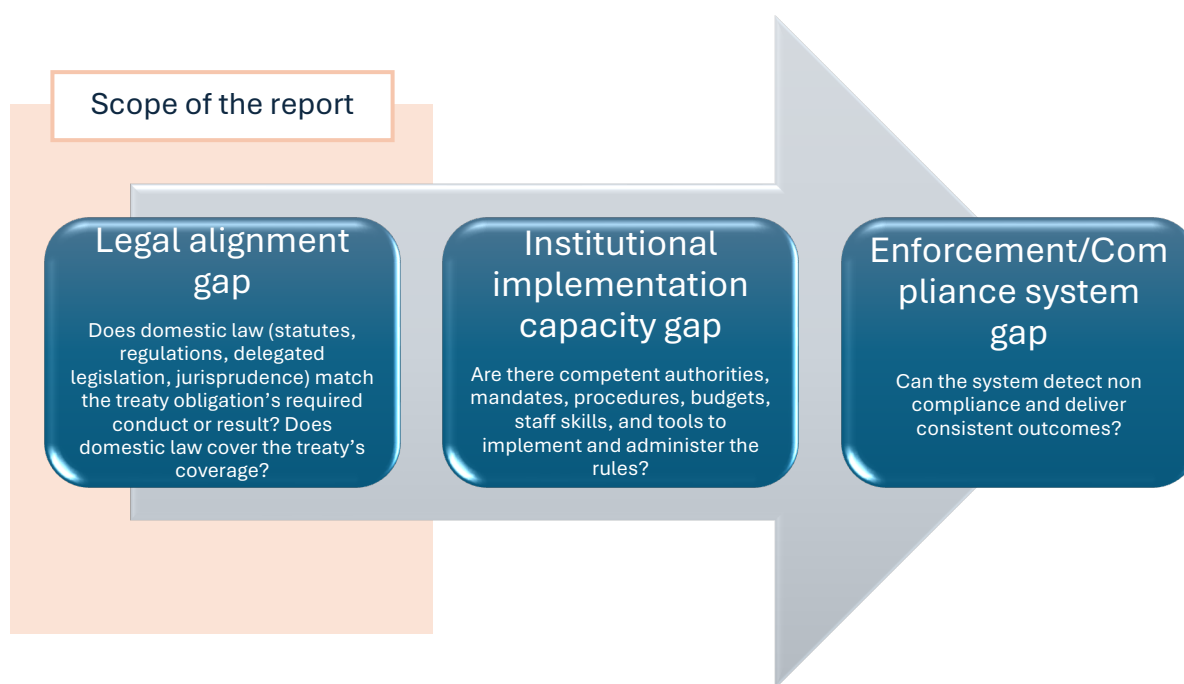 Scope of the report
Legal alignment
gap
Does domestic law (statutes,
regulations, delegated
legislation, jurisprudence) match
the treaty obligation’s required
conduct or result? Does
domestic law cover the treaty’s
coverage?
Institutional
implementation
capacity gap
Are there competent authorities,
mandates, procedures, budgets,
staff skills, and tools to
implement and administer the
rules?
Enforcement/Com
pliance system
gap
Can the system detect non
compliance and deliver
consistent outcomes?